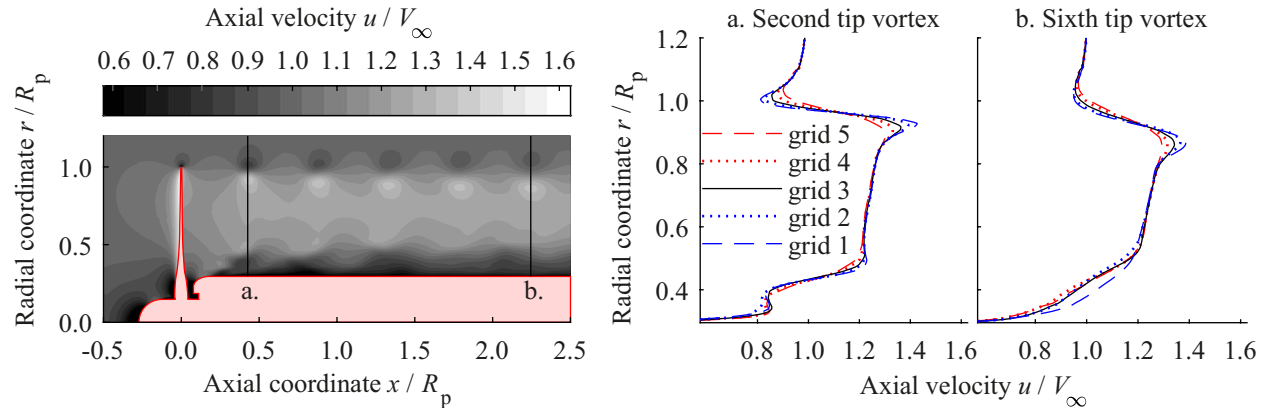 Axial velocity u / V∞
0.6 0.75 0.8 0.9 1.0 1.1 1.2 1.3 1.4 1.5 1.6
Radial coordinate r / Rp
1.0
0.5
0.0
a.
b.
-0.5 0.0 0.5 1.0 1.5 2.0 2.5
Axial coordinate x / Rp
a. Second tip vortex
b. Sixth tip vortex
Radial coordinate r / Rp
1.2
1.0
0.8
0.6
0.4
grid 5
grid 4
grid 3
grid 2
grid 1
0.8 1.0 1.2 1.4 1.6
0.8 1.0 1.2 1.4 1.6
Axial velocity u / V∞